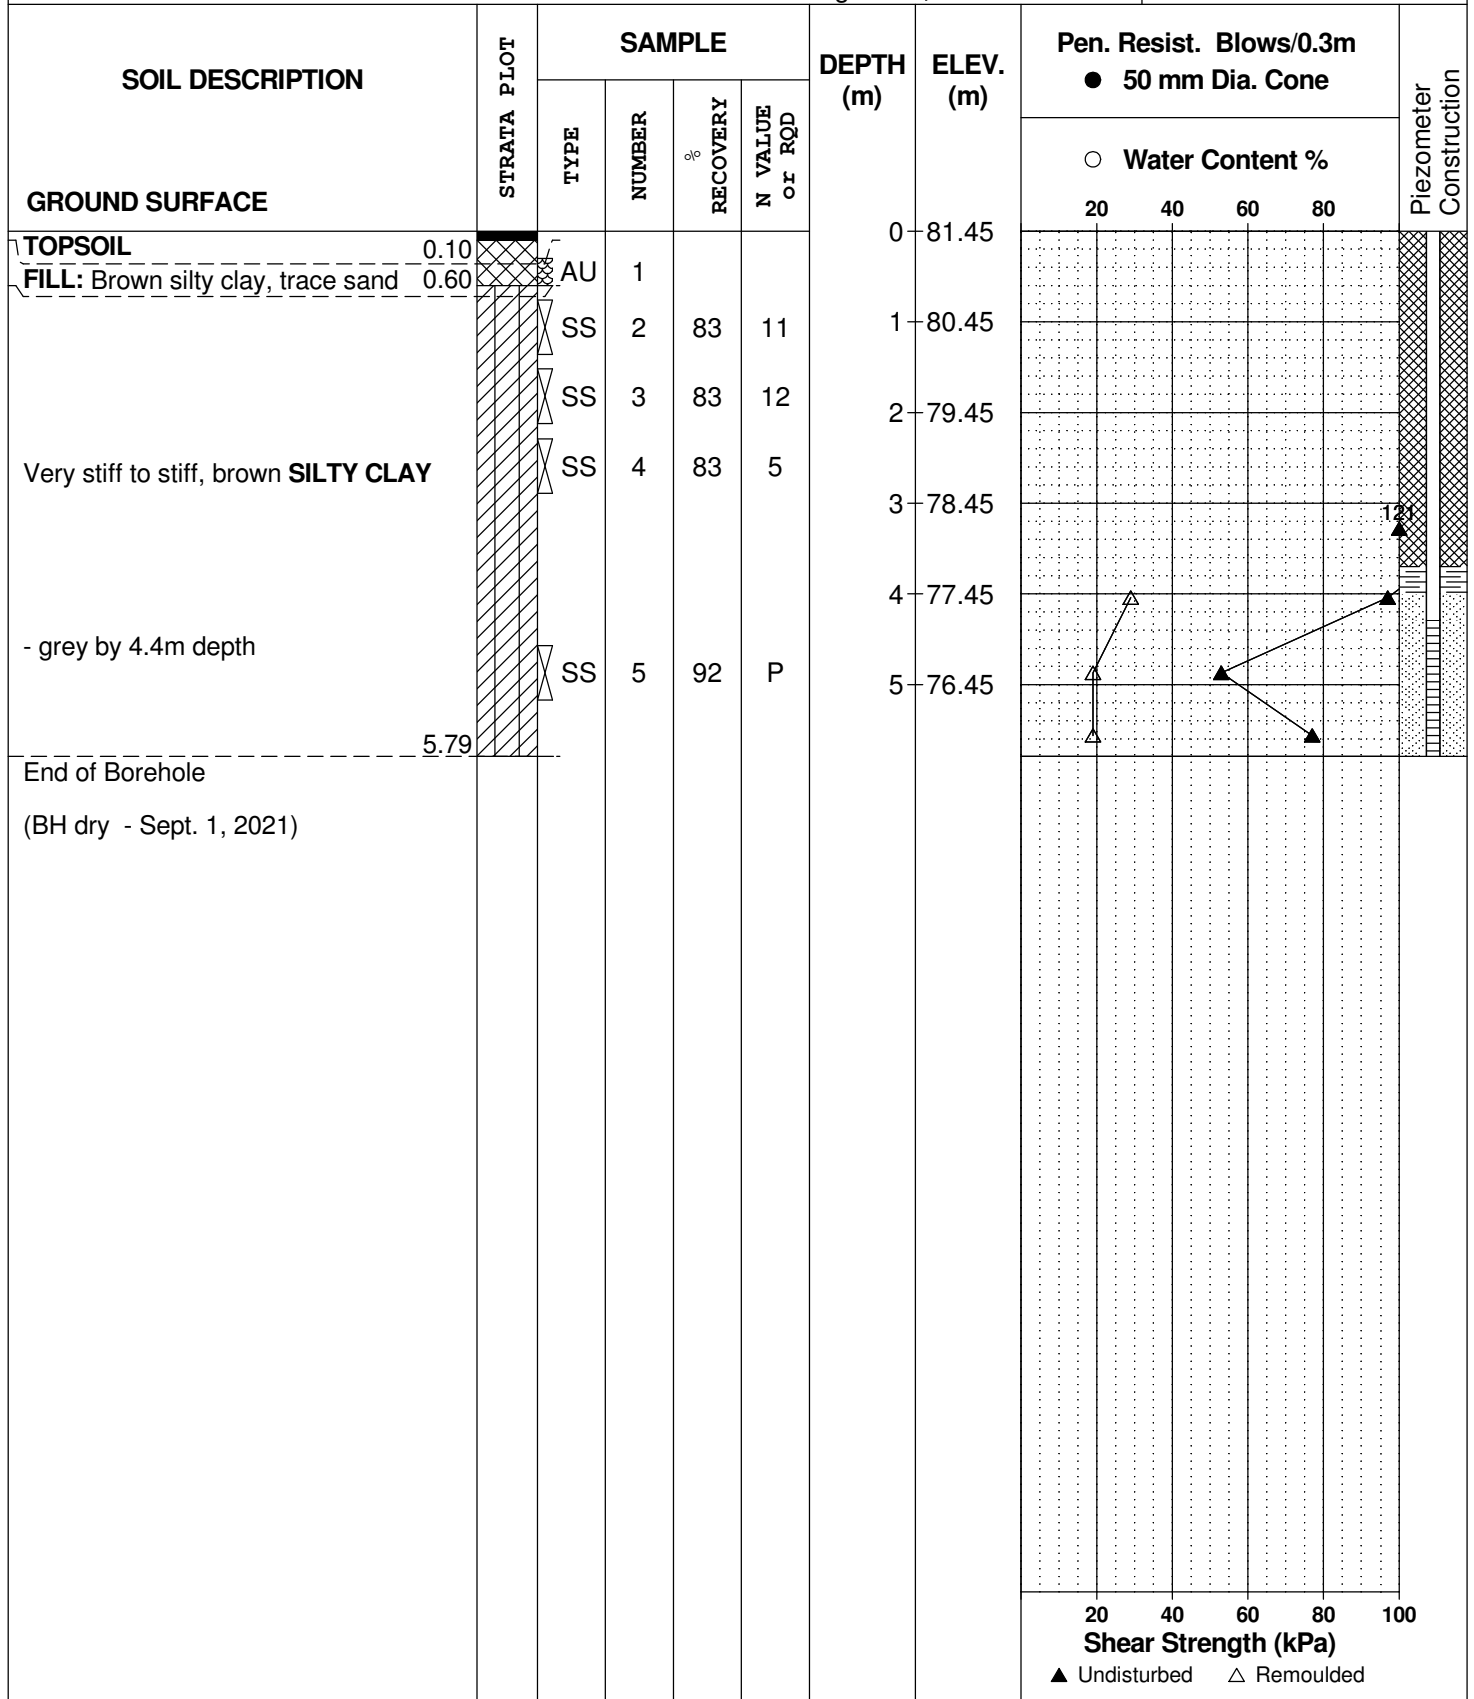 SOIL DESCRIPTION
GROUND SURFACE
STRATA PLOT
SAMPLE
TYPE
NUMBER
% RECOVERY
N VALUE or RQD
DEPTH (m)
ELEV. (m)
Pen. Resist. Blows/0.3m
● 50 mm Dia. Cone
○ Water Content %
20 40 60 80
Piezometer Construction
TOPSOIL 0.10
FILL: Brown silty clay, trace sand 0.60
AU 1
SS 2 83 11
SS 3 83 12
SS 4 83 5
Very stiff to stiff, brown SILTY CLAY
- grey by 4.4m depth
SS 5 92 P
5.79
End of Borehole
(BH dry - Sept. 1, 2021)
0 81.45
1 80.45
2 79.45
3 78.45
4 77.45
5 76.45
121
20 40 60 80 100
Shear Strength (kPa)
▲ Undisturbed △ Remoulded